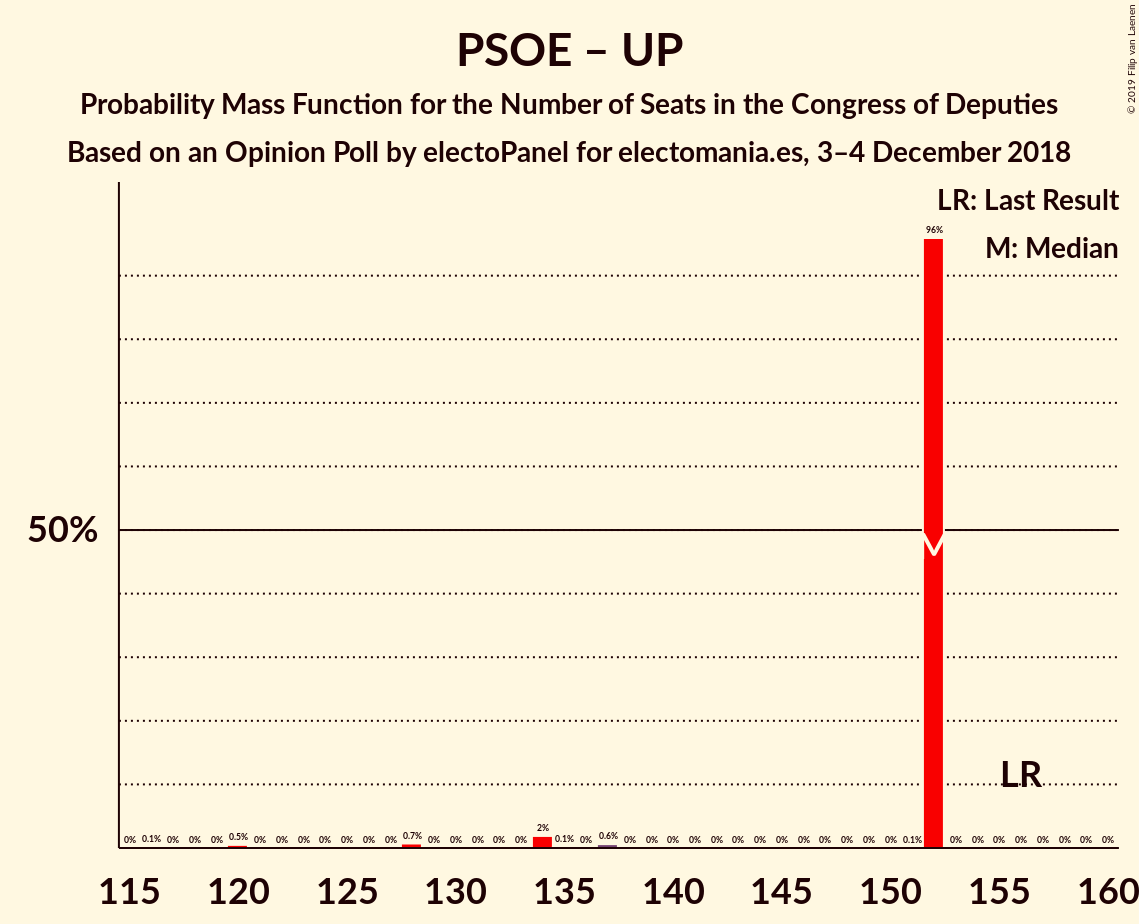 PSOE – UP
Probability Mass Function for the Number of Seats in the Congress of Deputies
Based on an Opinion Poll by electoPanel for electomania.es, 3–4 December 2018
© 2019 Filip van Laenen
LR: Last Result
M: Median
96%
50%
LR
0% 0.1% 0% 0% 0% 0.5% 0% 0% 0% 0% 0% 0% 0% 0.7% 0% 0% 0% 0% 0% 2% 0.1% 0% 0.6% 0% 0% 0% 0% 0% 0% 0% 0% 0% 0% 0% 0% 0% 0.1% 0% 0% 0% 0% 0% 0% 0% 0%
115 120 125 130 135 140 145 150 155 160